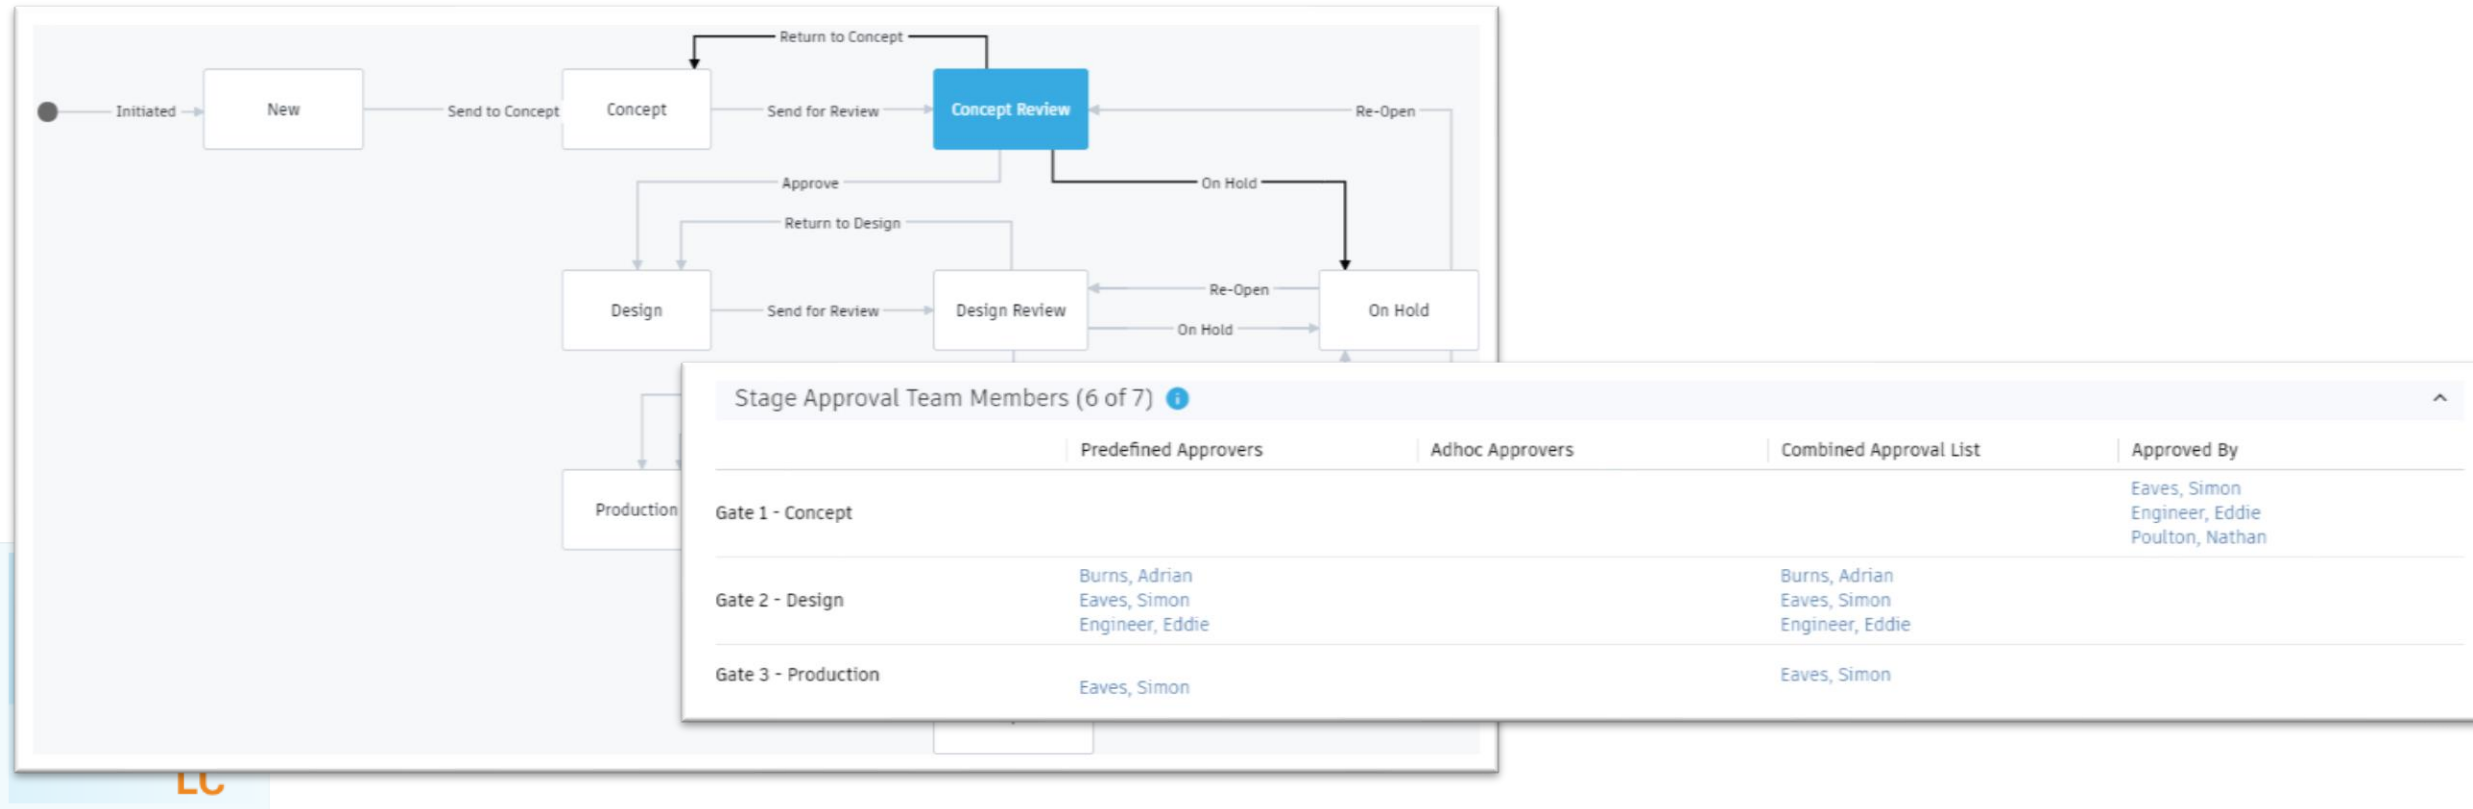 Return to Concept
Initiated
New
Send to Concept
Concept
Send for Review
Concept Review
Re-Open
Approve
On Hold
Return to Design
Design
Send for Review
Design Review
Re-Open
On Hold
On Hold
Production
Stage Approval Team Members (6 of 7)
Predefined Approvers
Adhoc Approvers
Combined Approval List
Approved By
Gate 1 - Concept
Eaves, Simon
Engineer, Eddie
Poulton, Nathan
Gate 2 - Design
Burns, Adrian
Eaves, Simon
Engineer, Eddie
Burns, Adrian
Eaves, Simon
Engineer, Eddie
Gate 3 - Production
Eaves, Simon
Eaves, Simon
LC